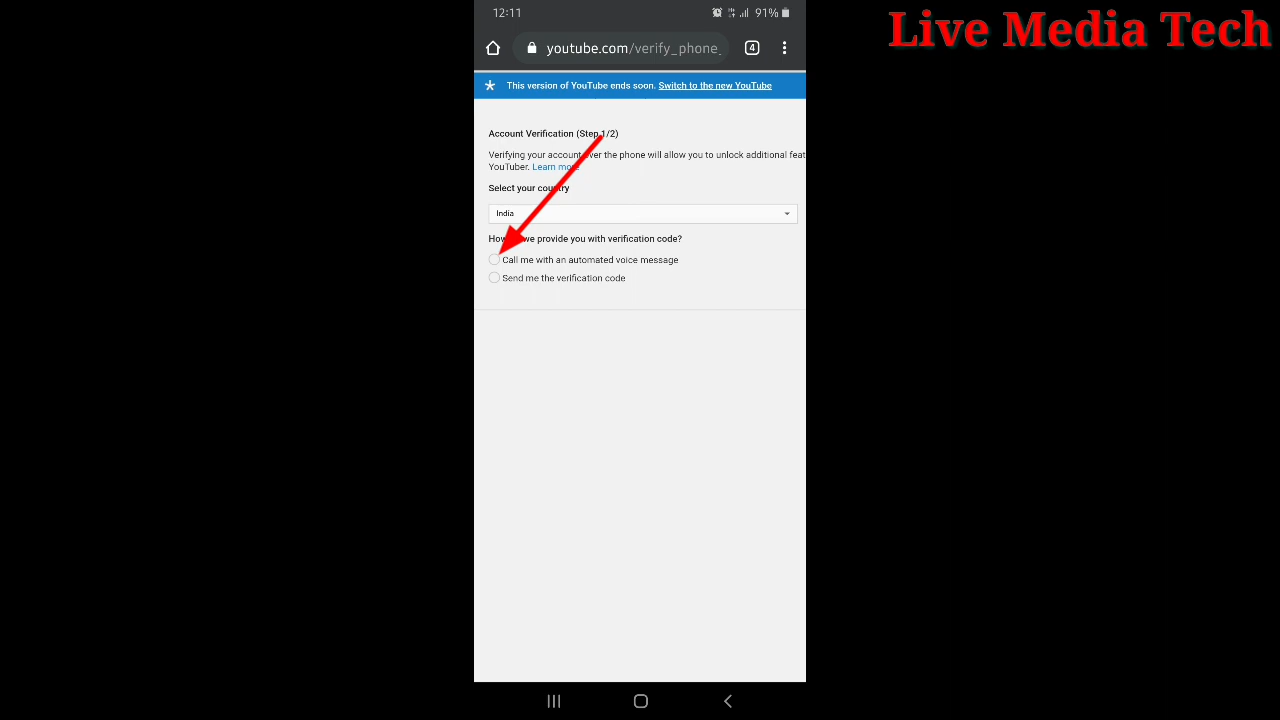 12:11
91%
Live Media Tech
youtube.com/verify_phone_
4
This version of YouTube ends soon. Switch to the new YouTube
Account Verification (Step 1/2)
Verifying your account over the phone will allow you to unlock additional feat
YouTuber. Learn more
Select your country
India
we provide you with verification code?
Call me with an automated voice message
Send me the verification code